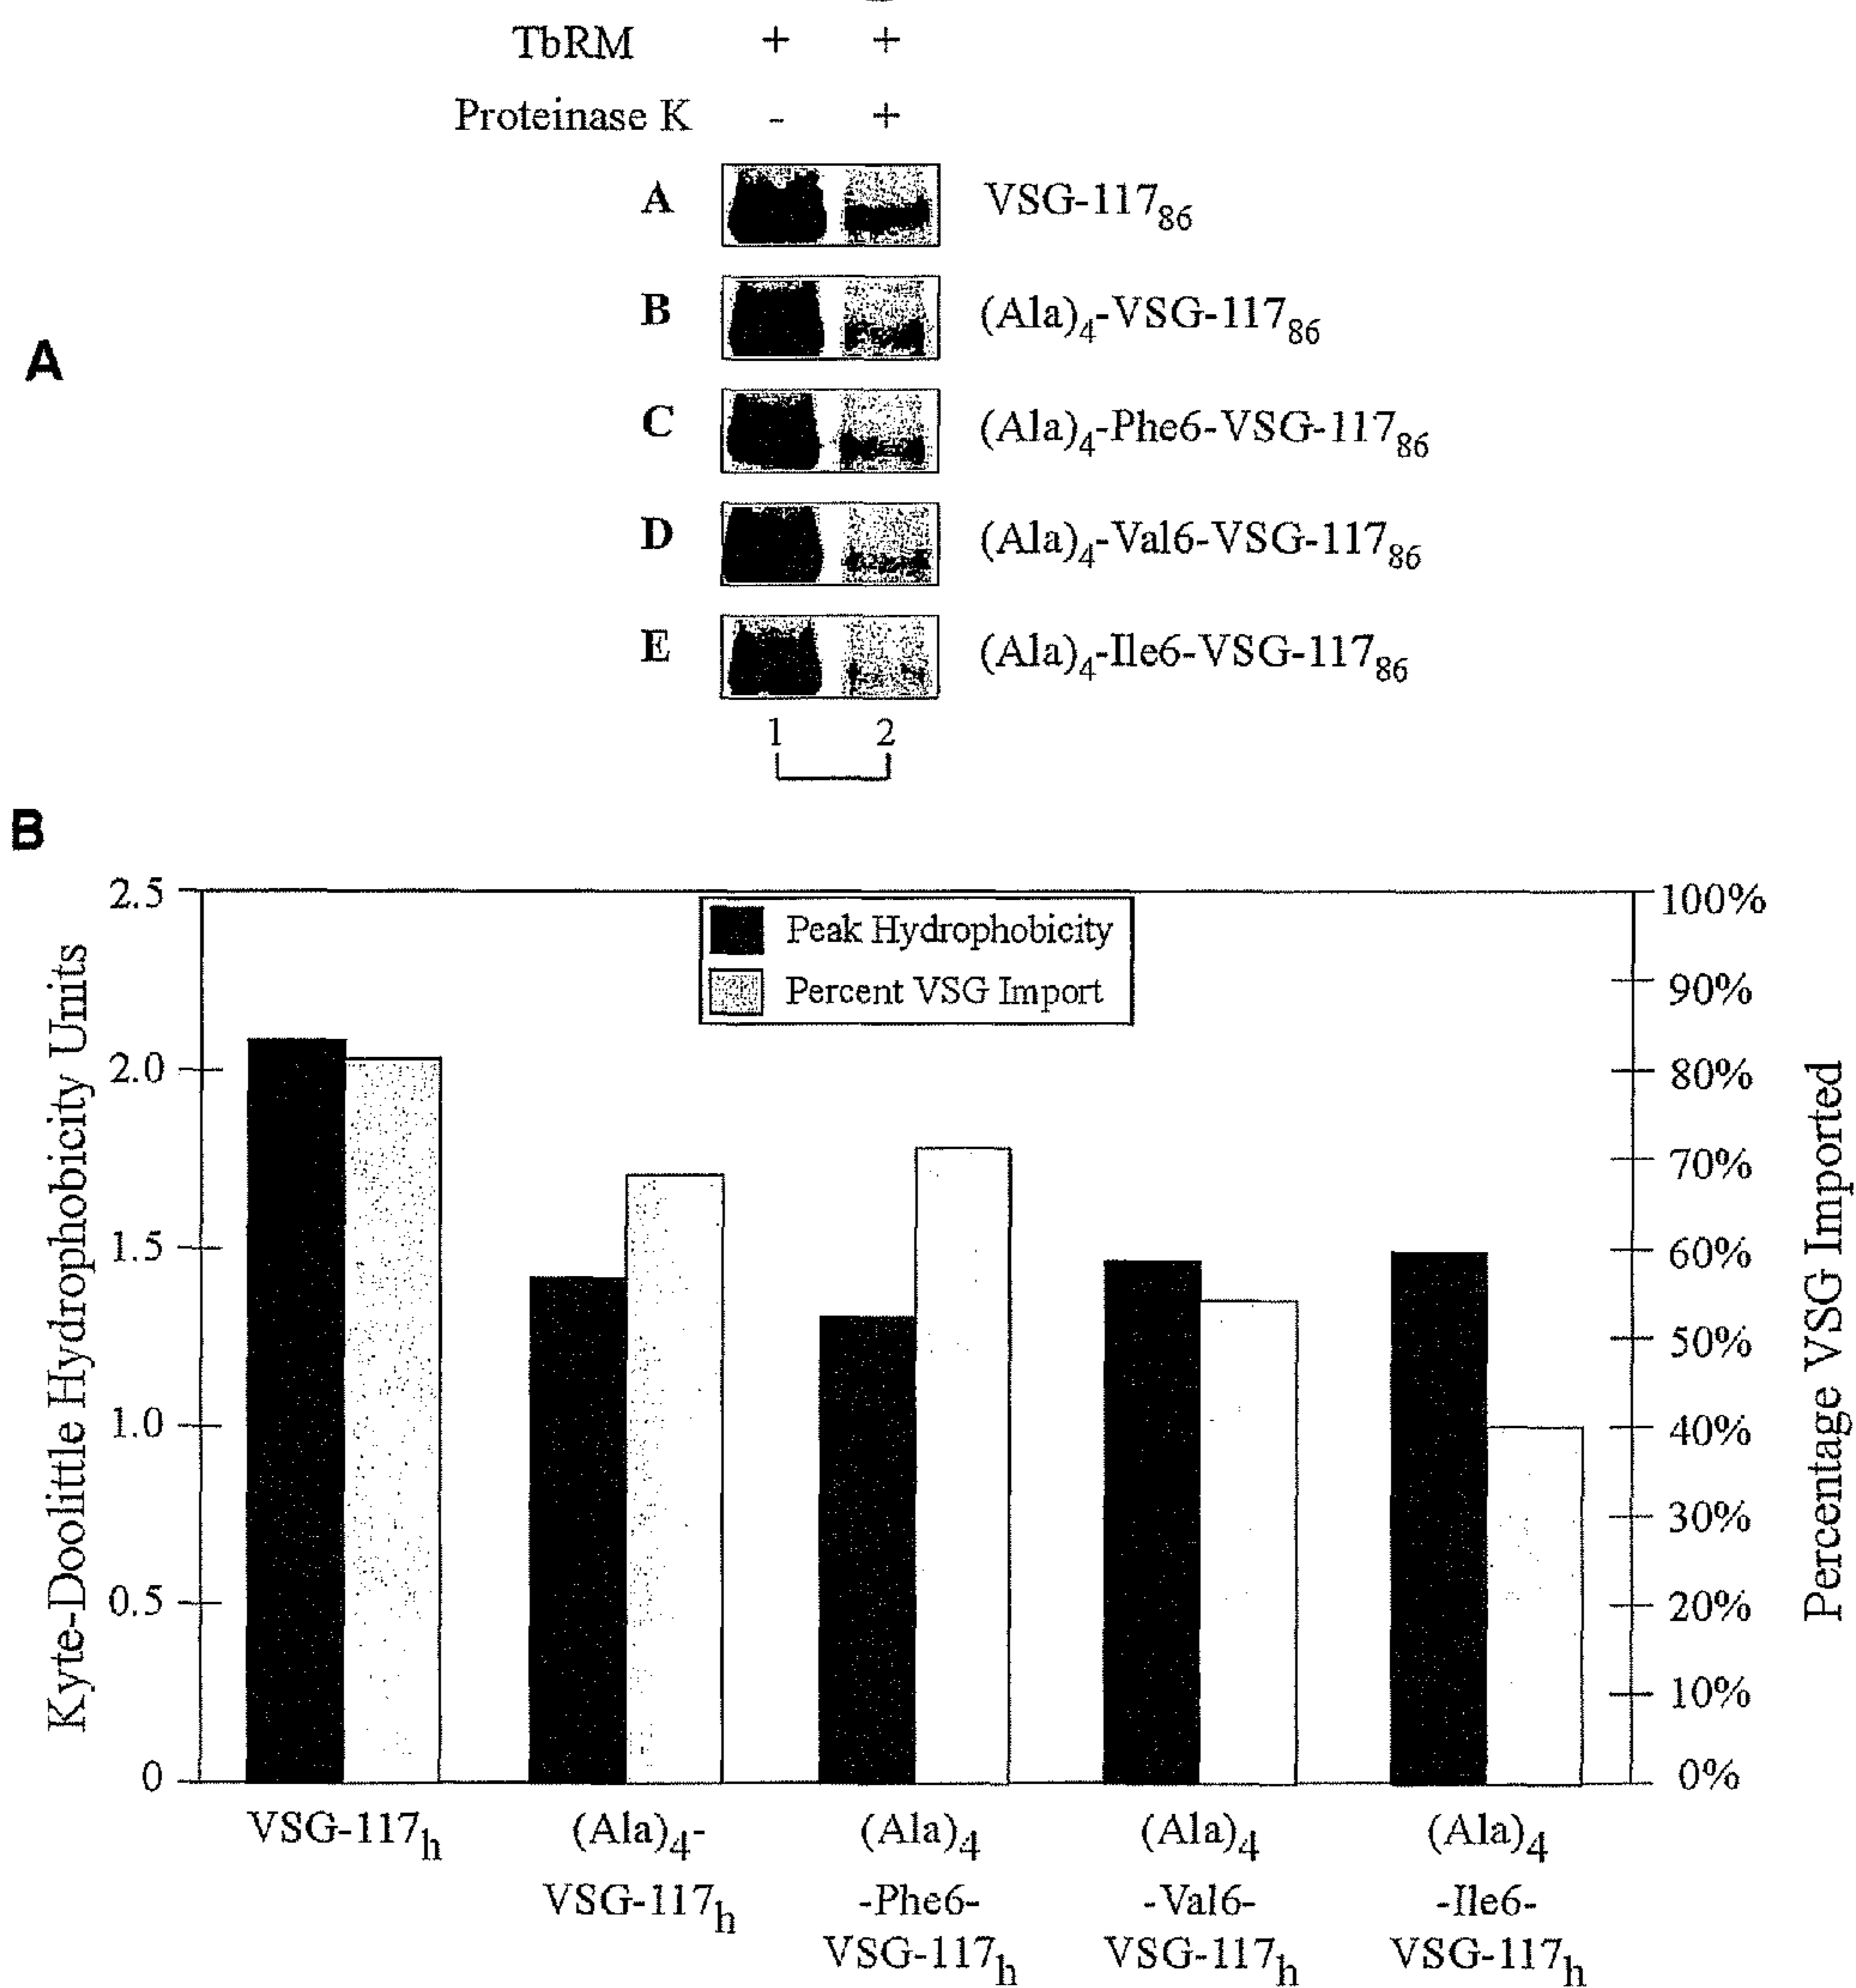 TbRM + +
Proteinase K - +
A
A VSG-117₈₆
B (Ala)₄-VSG-117₈₆
C (Ala)₄-Phe6-VSG-117₈₆
D (Ala)₄-Val6-VSG-117₈₆
E (Ala)₄-Ile6-VSG-117₈₆
1 2
B
Kyte-Doolittle Hydrophobicity Units
2.5
2.0
1.5
1.0
0.5
0
Peak Hydrophobicity
Percent VSG Import
100%
90%
80%
70%
60%
50%
40%
30%
20%
10%
0%
Percentage VSG Imported
VSG-117ₕ
(Ala)₄-
VSG-117ₕ
(Ala)₄
-Phe6-
VSG-117ₕ
(Ala)₄
-Val6-
VSG-117ₕ
(Ala)₄
-Ile6-
VSG-117ₕ